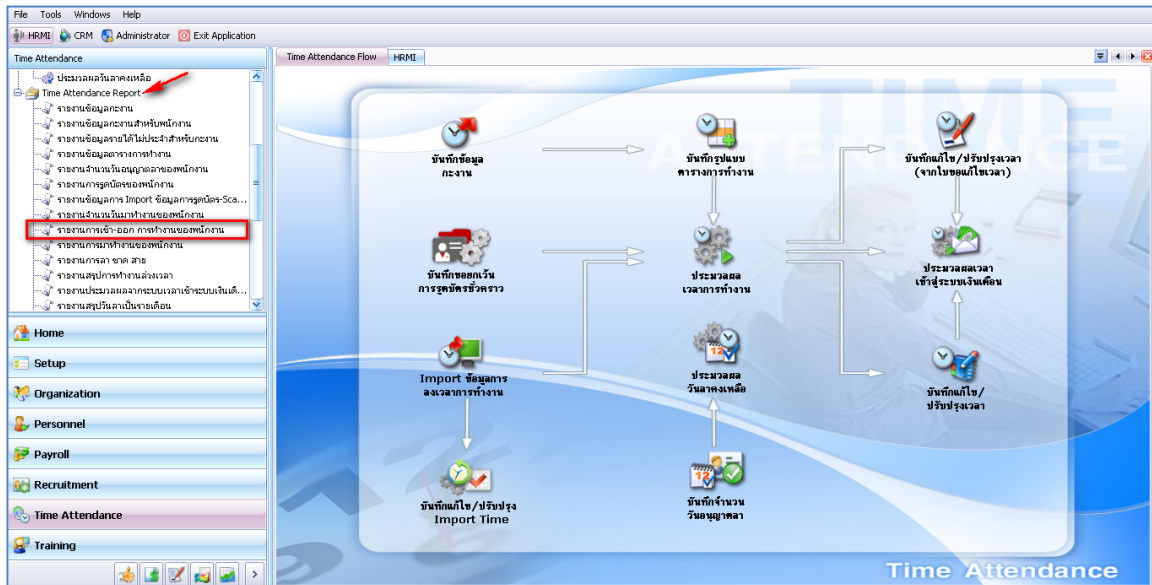 File Tools Windows Help
HRMI CRM Administrator Exit Application
Time Attendance
ประมวลผลวันลาคงเหลือ
Time Attendance Report
รายงานข้อมูลกะงาน
รายงานข้อมูลกะงานสำหรับพนักงาน
รายงานข้อมูลรายได้ไม่ประจำสำหรับกะงาน
รายงานข้อมูลตารางการทำงาน
รายงานจำนวนวันอนุญาตลาของพนักงาน
รายงานการรูดบัตรของพนักงาน
รายงานข้อมูลการ Import ข้อมูลการรูดบัตร-Sca...
รายงานจำนวนวันมาทำงานของพนักงาน
รายงานการเข้า-ออก การทำงานของพนักงาน
รายงานการมาทำงานของพนักงาน
รายงานการลา ขาด สาย
รายงานสรุปการทำงานล่วงเวลา
รายงานประมวลผลจากระบบเวลาเข้าระบบเงินเดื...
รายงานสรุปวันลาเป็นรายเดือน
Home
Setup
Organization
Personnel
Payroll
Recruitment
Time Attendance
Training
Time Attendance Flow HRMI
TIME
ATTENDANCE
บันทึกข้อมูล
กะงาน
บันทึกรูปแบบ
ตารางการทำงาน
บันทึกแก้ไข/ปรับปรุงเวลา
(จากใบขอแก้ไขเวลา)
บันทึกขอยกเว้น
การรูดบัตรชั่วคราว
ประมวลผล
เวลาการทำงาน
ประมวลผลเวลา
เข้าสู่ระบบเงินเดือน
Import ข้อมูลการ
ลงเวลาการทำงาน
ประมวลผล
วันลาคงเหลือ
บันทึกแก้ไข/
ปรับปรุงเวลา
บันทึกแก้ไข/ปรับปรุง
Import Time
บันทึกจำนวน
วันอนุญาตลา
Time Attendance